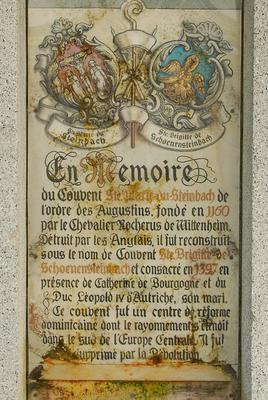 Steinbach
Ste Brigitte de
Schoenensteinbach
En Memoire
du Couvent Ste Marie-au-Steinbach de
l'ordre des Augustins, fondé en 1160
par le Chevalier Rocherus de Wittenheim.
Détruit par les Anglais, il fut reconstruit
sous le nom de Couvent Ste. Brigitte de
Schoenensteinbach et consacré en 1397 en
présence de Catherine de Bourgogne et du
Duc Léopold IV d'Autriche, son mari.
Ce couvent fut un centre de réforme
dominicaine dont le rayonnement
dans le sud de l'Europe Centrale. Il fut
supprimé par la Révolution.